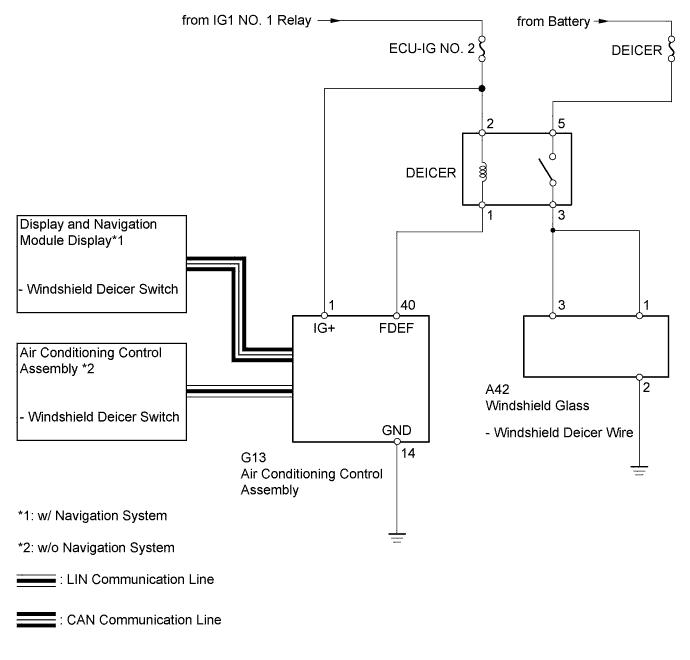 from IG1 NO. 1 Relay
from Battery
ECU-IG NO. 2
DEICER
2
5
DEICER
1
3
Display and Navigation
Module Display*1
- Windshield Deicer Switch
1
40
3
1
IG+
FDEF
Air Conditioning Control
Assembly *2
- Windshield Deicer Switch
2
A42
Windshield Glass
- Windshield Deicer Wire
GND
14
G13
Air Conditioning Control
Assembly
*1: w/ Navigation System
*2: w/o Navigation System
: LIN Communication Line
: CAN Communication Line